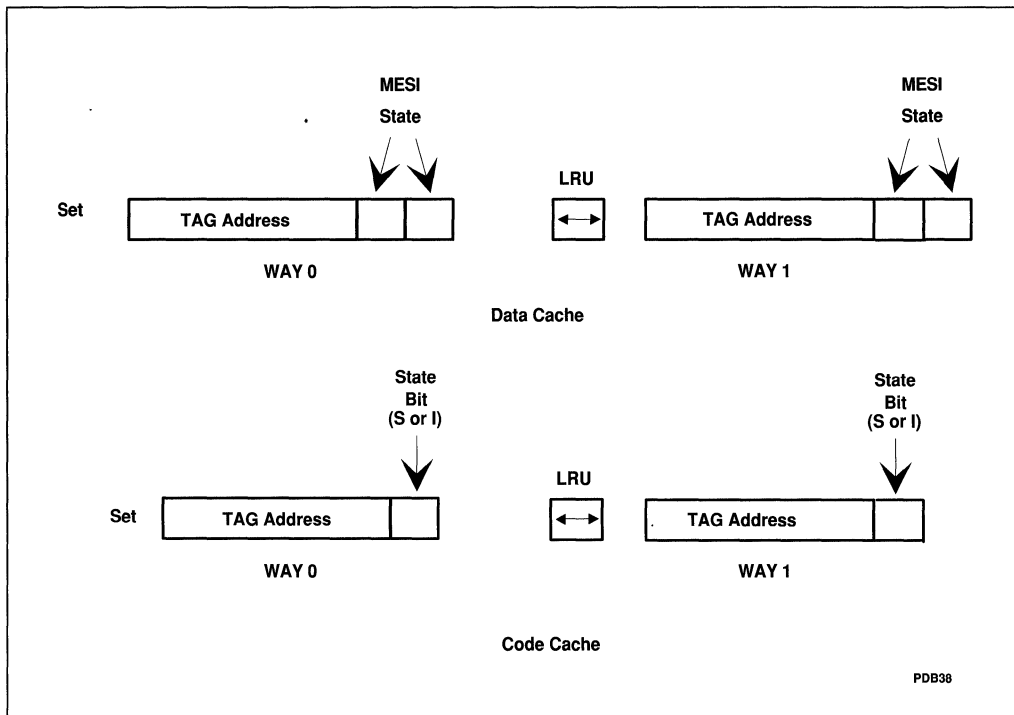 MESI
State
MESI
State
LRU
Set
TAG Address
TAG Address
WAY 0
WAY 1
Data Cache
State
Bit
(S or I)
State
Bit
(S or I)
LRU
Set
TAG Address
TAG Address
WAY 0
WAY 1
Code Cache
PDB38